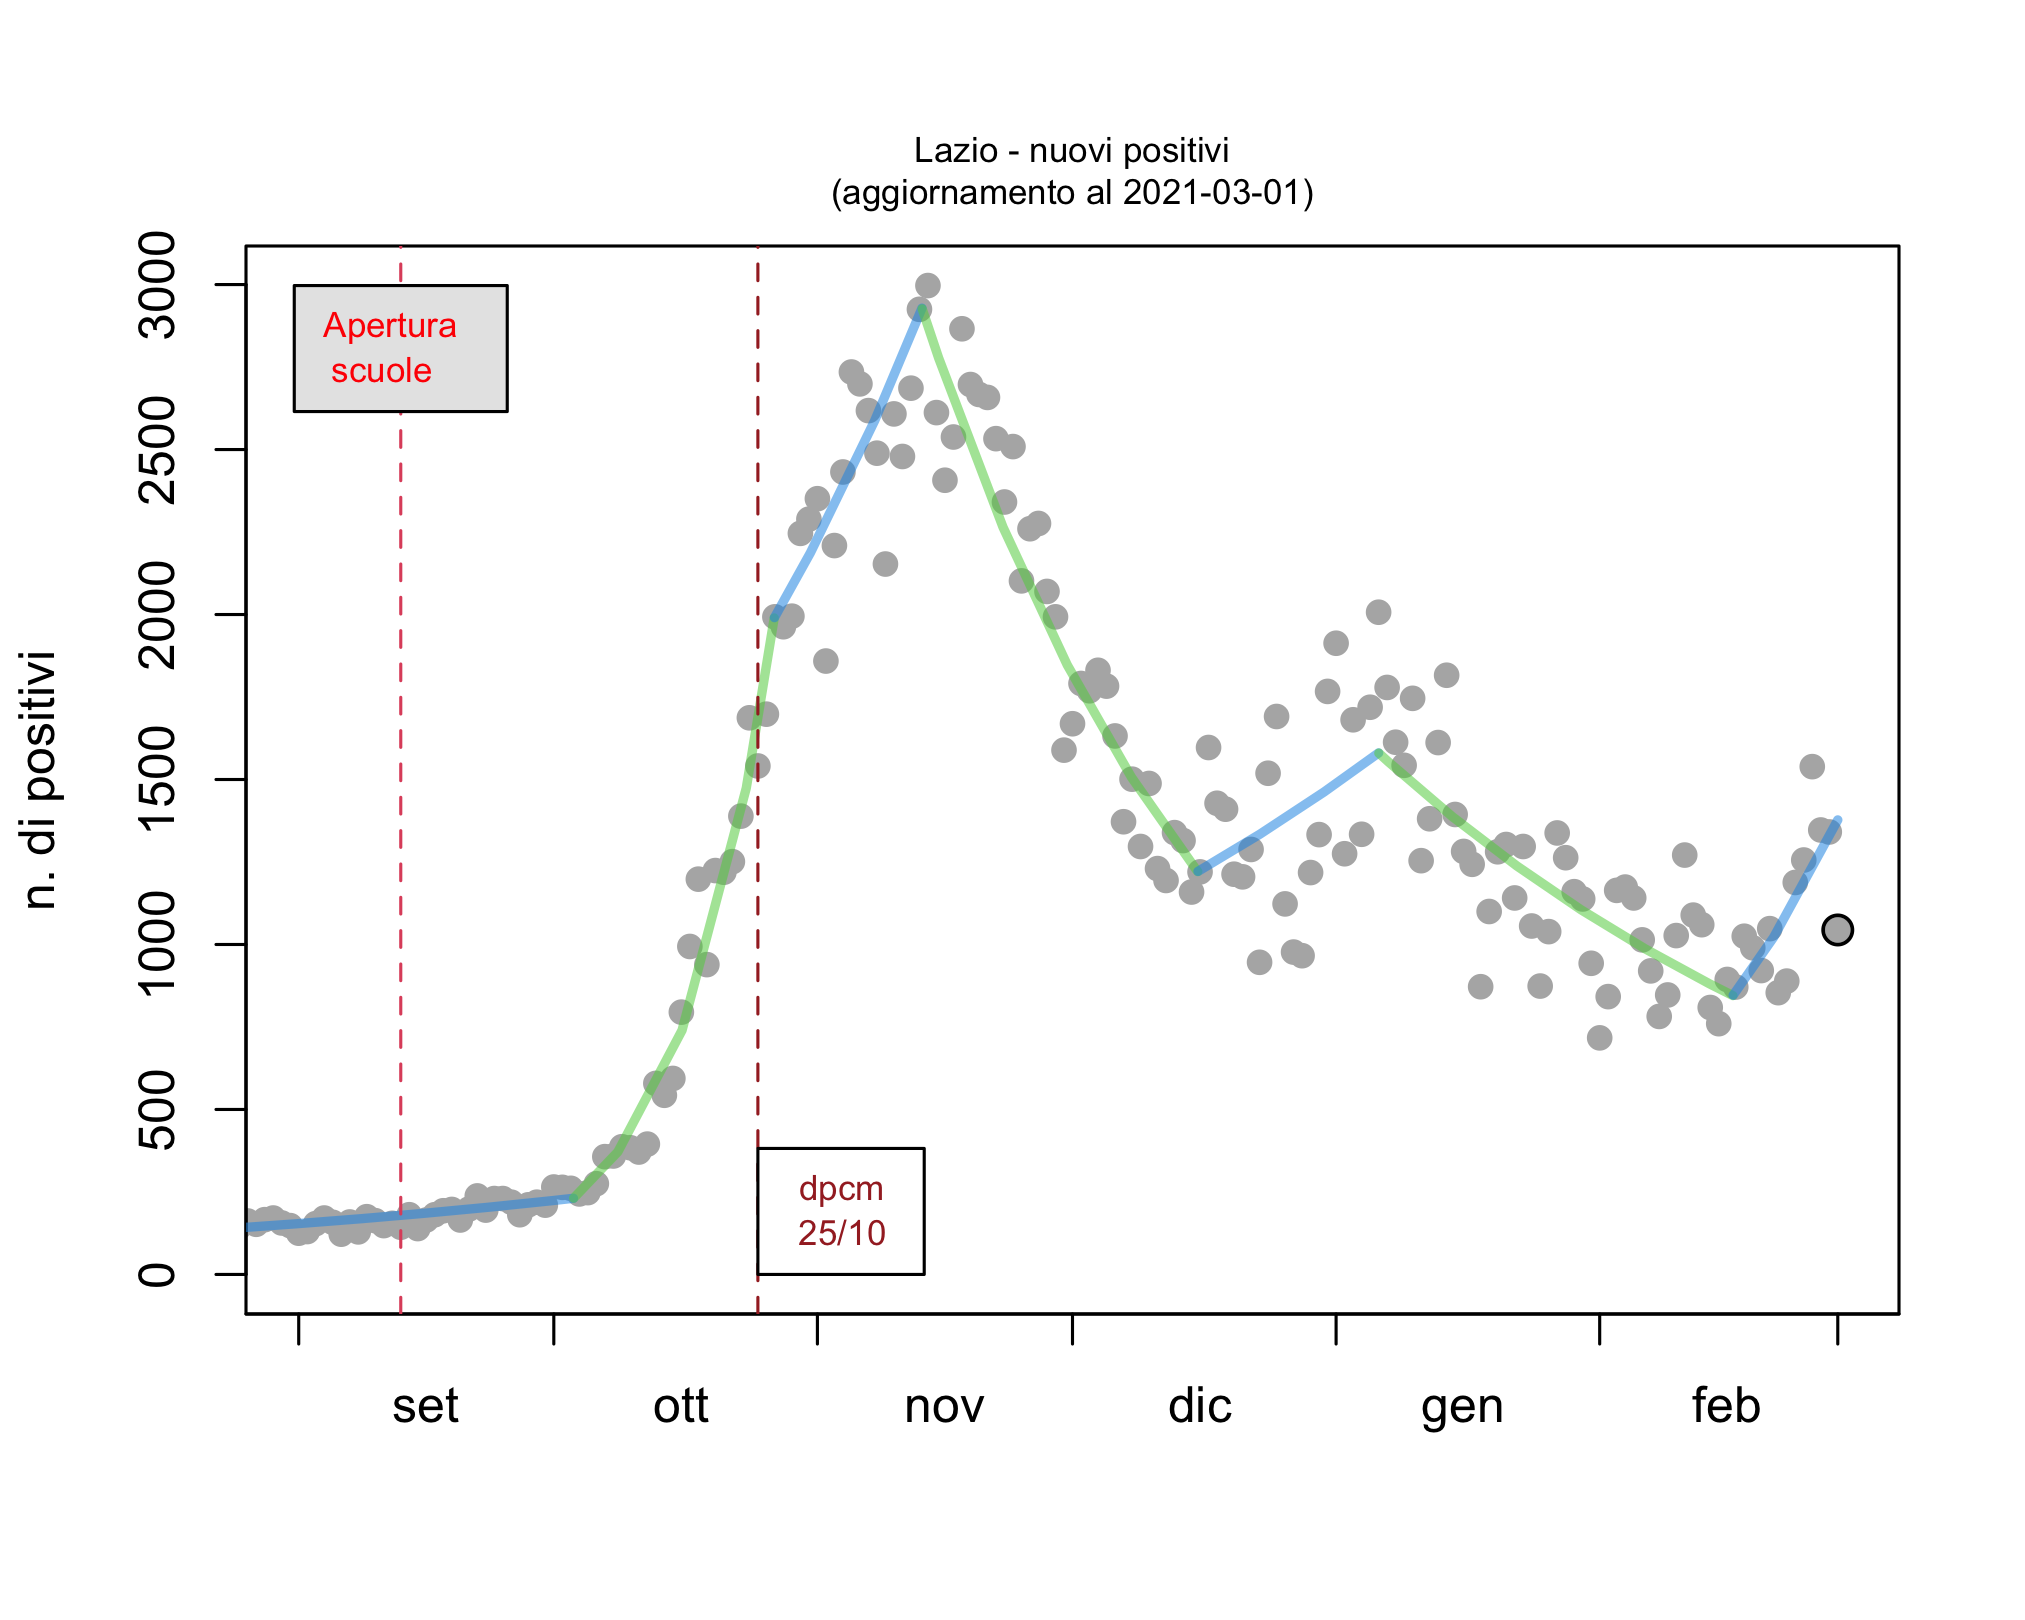 Lazio - nuovi positivi
(aggiornamento al 2021-03-01)
n. di positivi
3000
2500
2000
1500
1000
500
0
Apertura
scuole
dpcm
25/10
set
ott
nov
dic
gen
feb